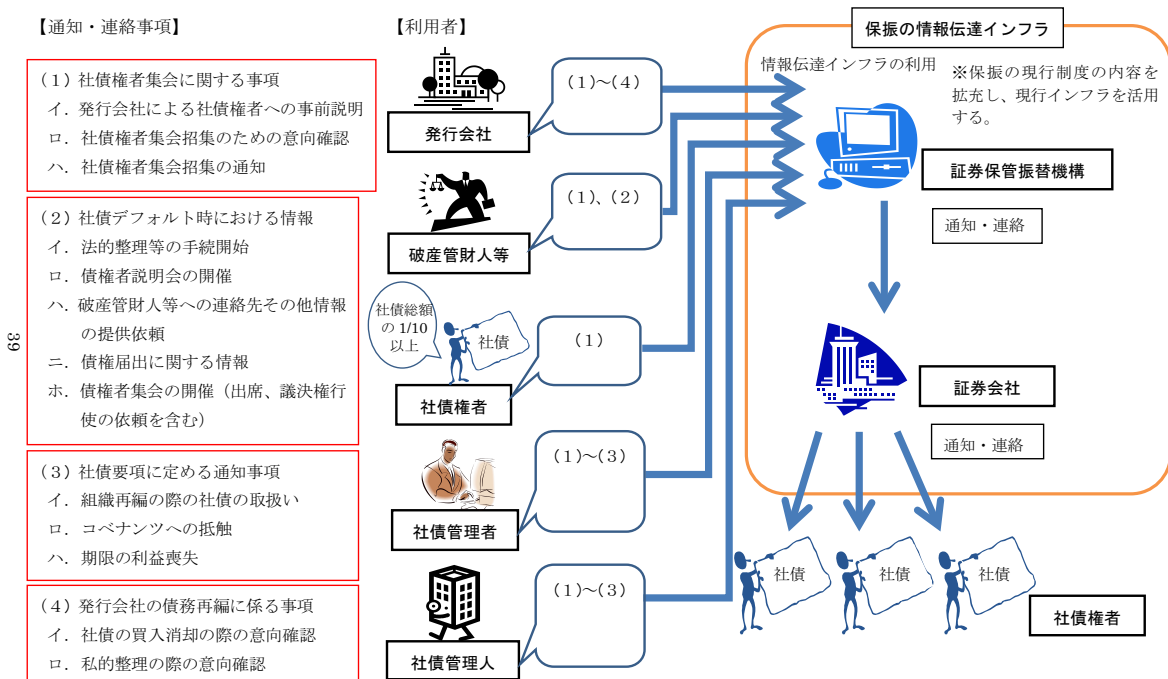 【通知・連絡事項】
（１）社債権者集会に関する事項
イ．発行会社による社債権者への事前説明
ロ．社債権者集会招集のための意向確認
ハ．社債権者集会招集の通知
（２）社債デフォルト時における情報
イ．法的整理等の手続開始
ロ．債権者説明会の開催
ハ．破産管財人等への連絡先その他情報
の提供依頼
ニ．債権届出に関する情報
ホ．債権者集会の開催（出席、議決権行
使の依頼を含む）
（３）社債要項に定める通知事項
イ．組織再編の際の社債の取扱い
ロ．コベナンツへの抵触
ハ．期限の利益喪失
（４）発行会社の債務再編に係る事項
イ．社債の買入消却の際の意向確認
ロ．私的整理の際の意向確認
39
【利用者】
（１）～（４）
発行会社
（１）、（２）
破産管財人等
社債総額
の 1/10
以上
社債
（１）
社債権者
（１）～（３）
社債管理者
（１）～（３）
社債管理人
保振の情報伝達インフラ
情報伝達インフラの利用
※保振の現行制度の内容を
拡充し、現行インフラを活用
する。
証券保管振替機構
通知・連絡
証券会社
通知・連絡
社債
社債
社債
社債権者